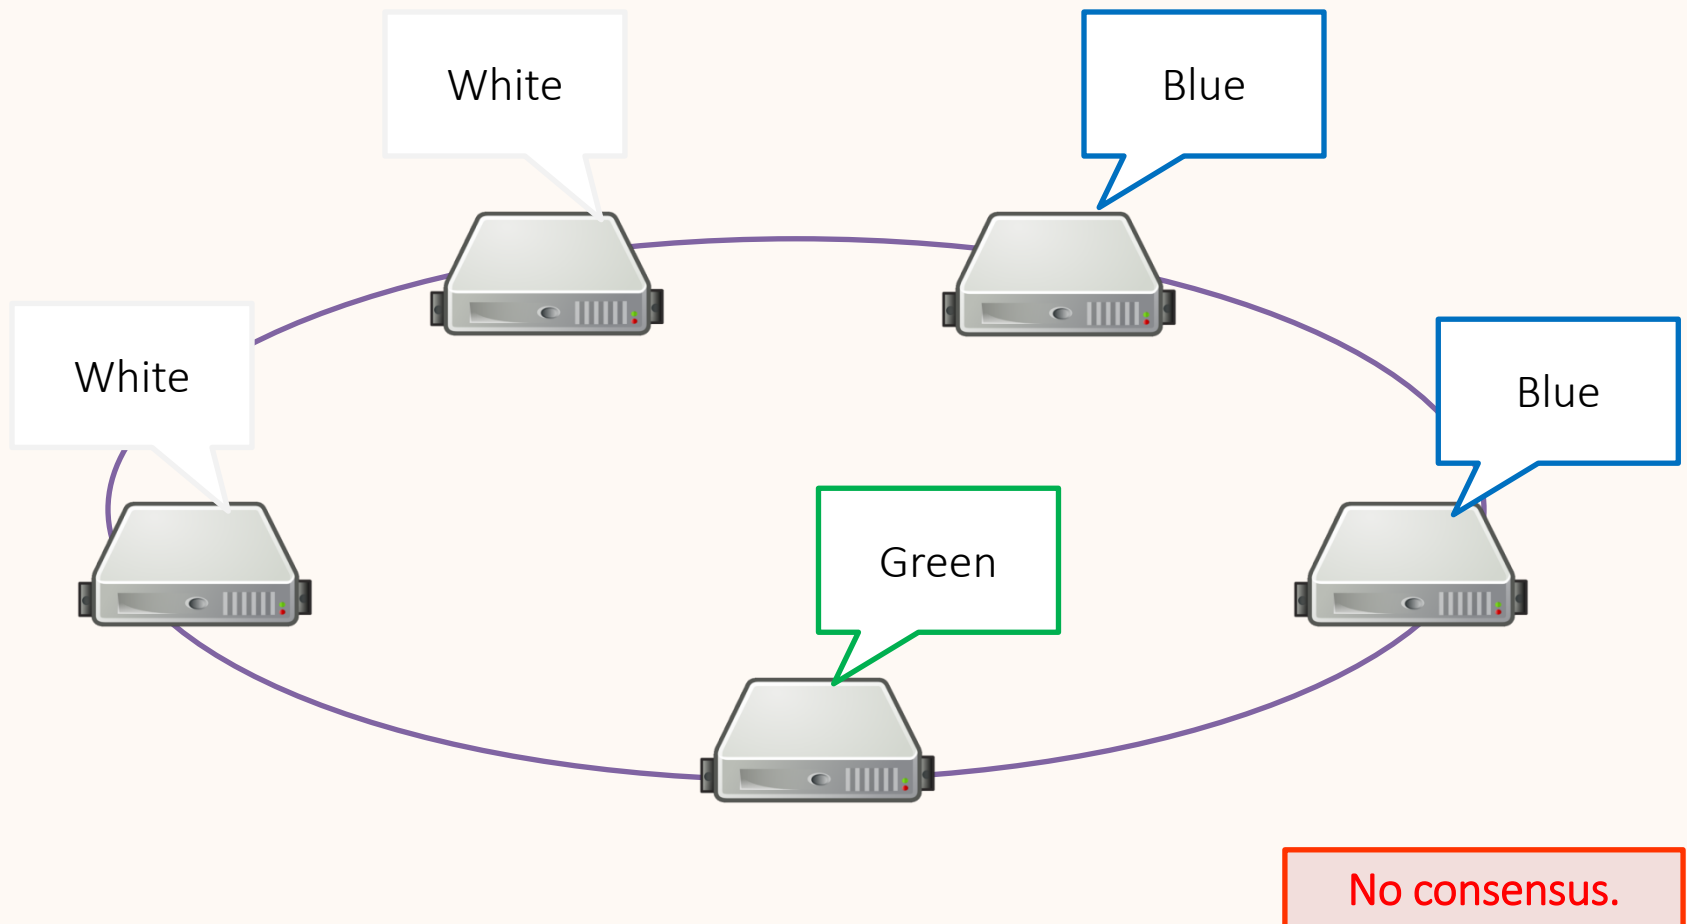 White
Blue
White
Blue
Green
No consensus.